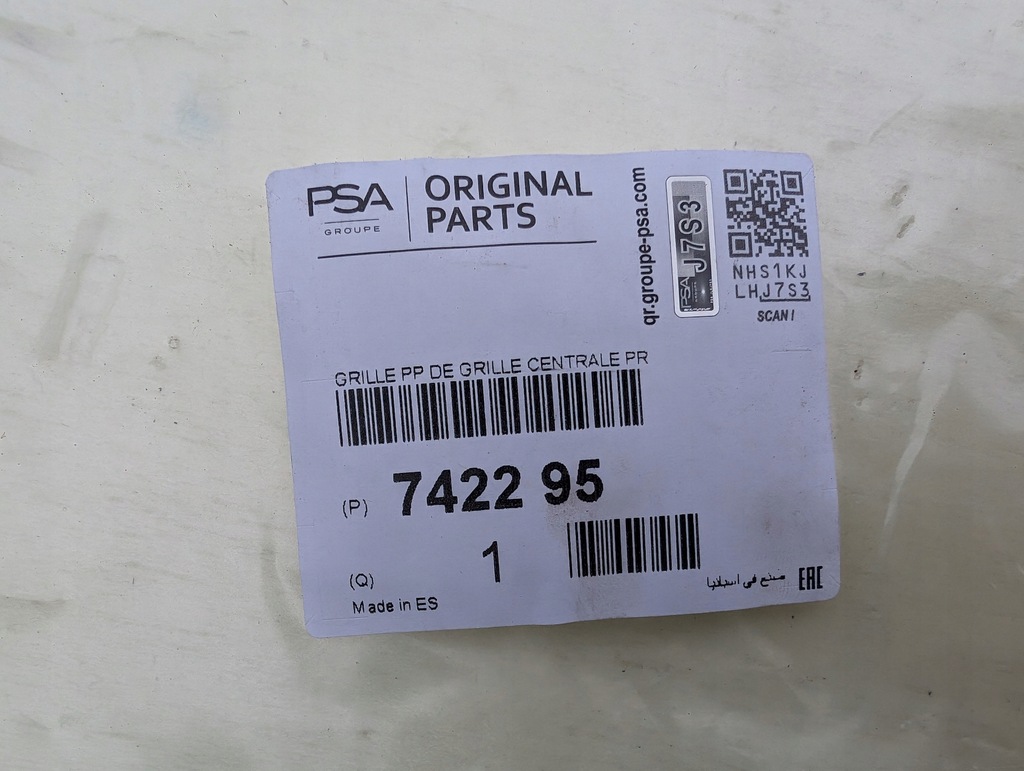 PSA
GROUPE
ORIGINAL
PARTS
qr.groupe-psa.com
PSA
J7S3
NHS1KJ
LHJ7S3
SCAN !
GRILLE PP DE GRILLE CENTRALE PR
(P) 7422 95
(Q) 1
Made in ES
صنع في اسبانيا
EAC